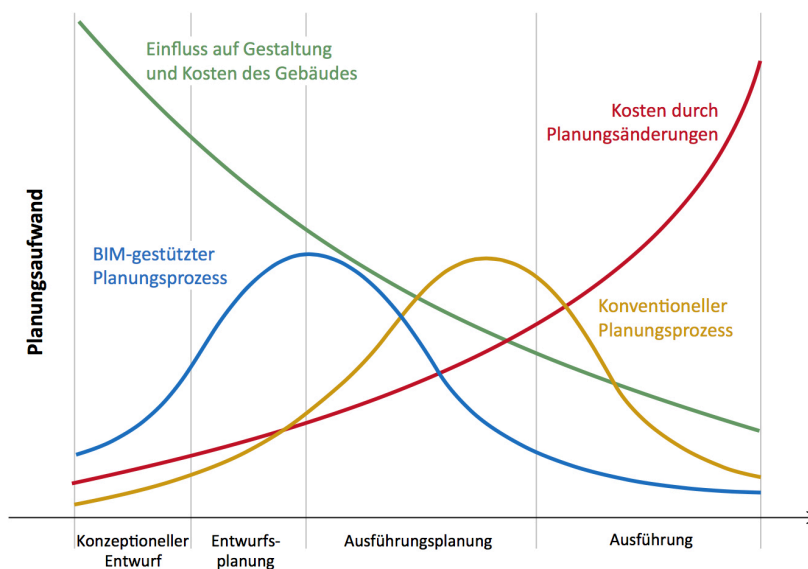 Einfluss auf Gestaltung
und Kosten des Gebäudes
Kosten durch
Planungsänderungen
BIM-gestützter
Planungsprozess
Konventioneller
Planungsprozess
Planungsaufwand
Konzeptioneller
Entwurf
Entwurfs-
planung
Ausführungsplanung
Ausführung